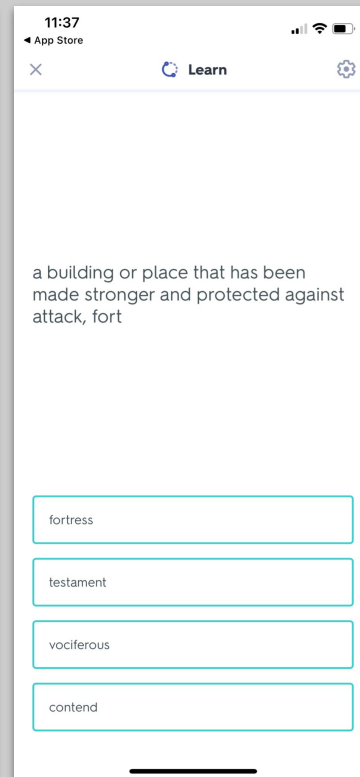 11:37
◄ App Store
Learn
a building or place that has been
made stronger and protected against
attack, fort
fortress
testament
vociferous
contend